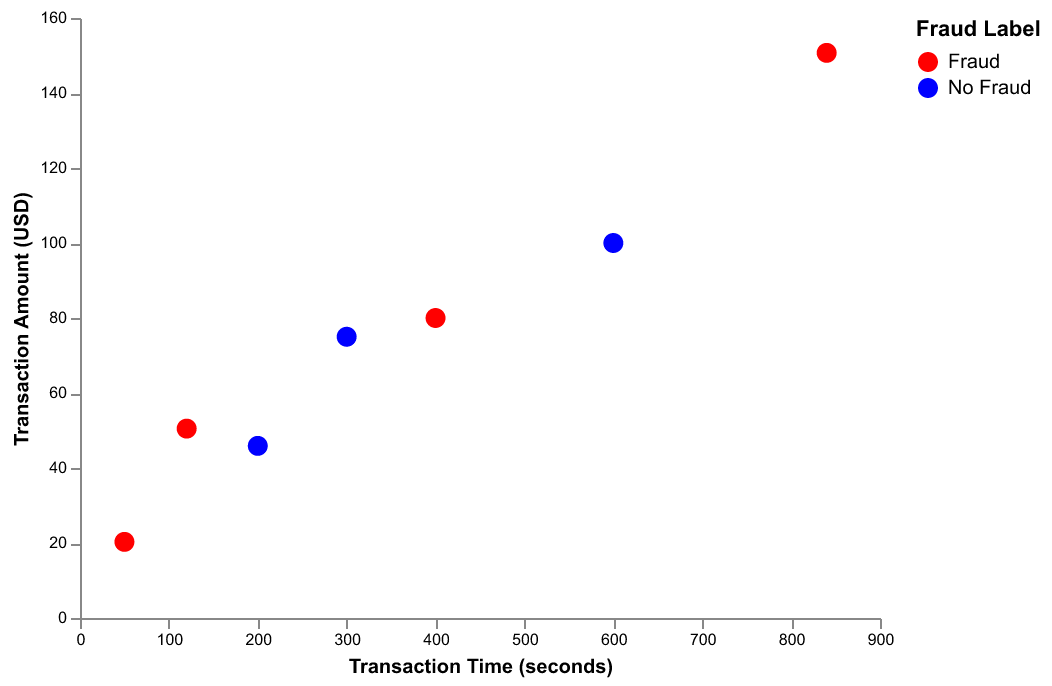 160
140
120
100
80
60
40
20
0
Transaction Amount (USD)
0 100 200 300 400 500 600 700 800 900
Transaction Time (seconds)
Fraud Label
Fraud
No Fraud